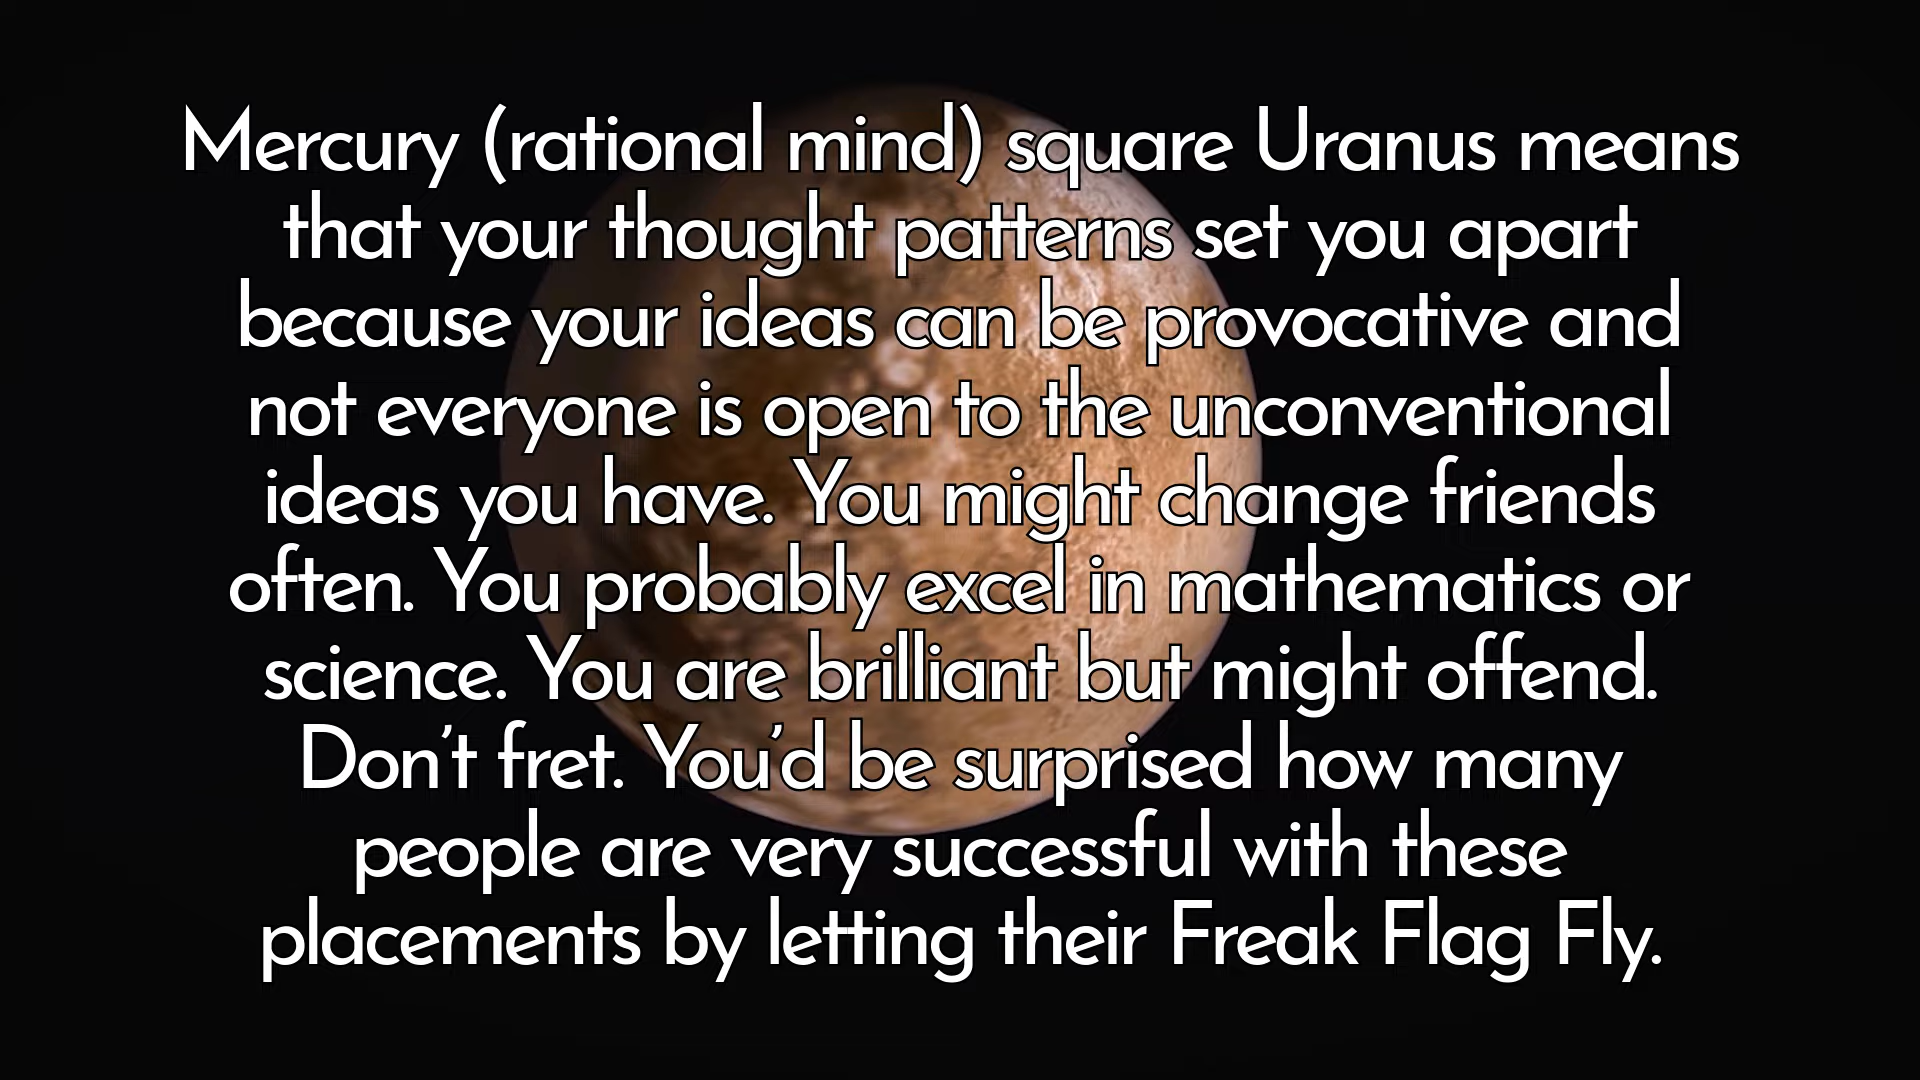 Mercury (rational mind) square Uranus means
that your thought patterns set you apart
because your ideas can be provocative and
not everyone is open to the unconventional
ideas you have. You might change friends
often. You probably excel in mathematics or
science. You are brilliant but might offend.
Don't fret. You'd be surprised how many
people are very successful with these
placements by letting their Freak Flag Fly.